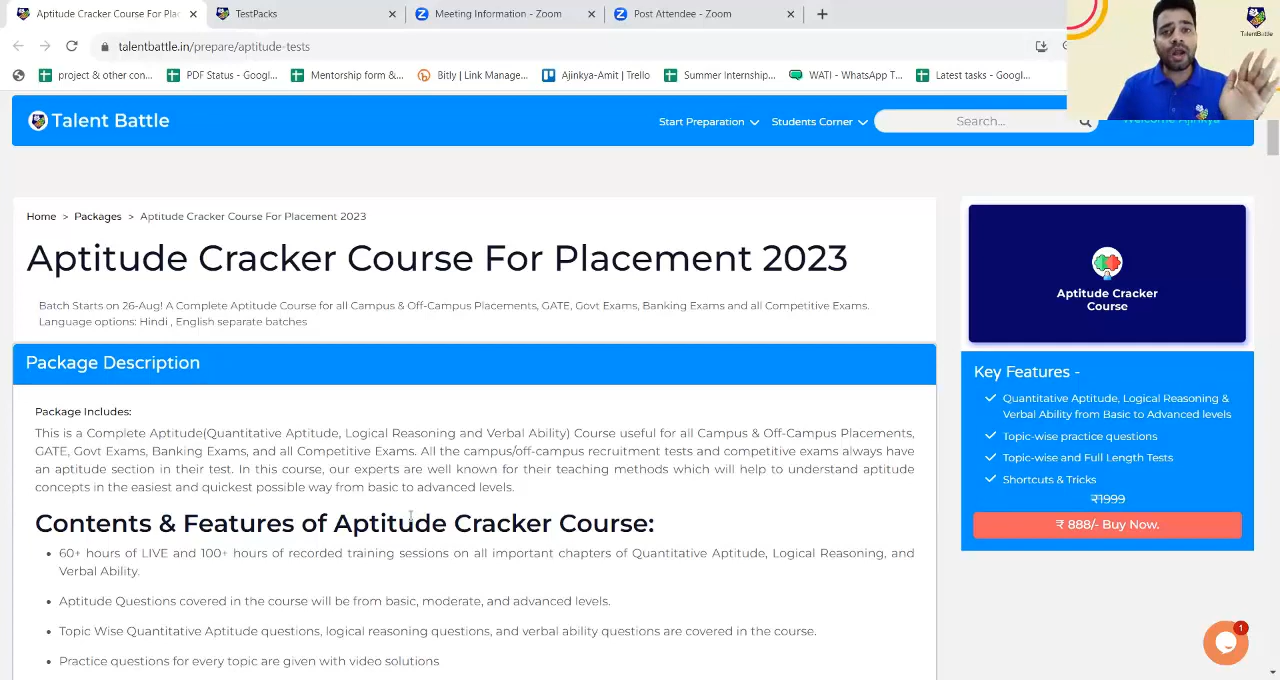 Aptitude Cracker Course For Pla
TestPacks
Meeting Information - Zoom
Post Attendee - Zoom
talentbattle.in/prepare/aptitude-tests
project & other con...
PDF Status - Googl...
Mentorship form &...
Bitly | Link Manage...
Ajinkya-Amit | Trello
Summer Internship...
WATI - WhatsApp T...
Latest tasks - Googl...
TalentBattle
Talent Battle
Start Preparation
Students Corner
Search...
Home > Packages > Aptitude Cracker Course For Placement 2023
Aptitude Cracker Course For Placement 2023
Batch Starts on 26-Aug! A Complete Aptitude Course for all Campus & Off-Campus Placements, GATE, Govt Exams, Banking Exams and all Competitive Exams.
Language options: Hindi , English separate batches
Package Description
Package Includes:
This is a Complete Aptitude(Quantitative Aptitude, Logical Reasoning and Verbal Ability) Course useful for all Campus & Off-Campus Placements,
GATE, Govt Exams, Banking Exams, and all Competitive Exams. All the campus/off-campus recruitment tests and competitive exams always have
an aptitude section in their test. In this course, our experts are well known for their teaching methods which will help to understand aptitude
concepts in the easiest and quickest possible way from basic to advanced levels.
Contents & Features of Aptitude Cracker Course:
60+ hours of LIVE and 100+ hours of recorded training sessions on all important chapters of Quantitative Aptitude, Logical Reasoning, and
Verbal Ability.
Aptitude Questions covered in the course will be from basic, moderate, and advanced levels.
Topic Wise Quantitative Aptitude questions, logical reasoning questions, and verbal ability questions are covered in the course.
Practice questions for every topic are given with video solutions
Aptitude Cracker
Course
Key Features -
Quantitative Aptitude, Logical Reasoning &
Verbal Ability from Basic to Advanced levels
Topic-wise practice questions
Topic-wise and Full Length Tests
Shortcuts & Tricks
₹1999
₹ 888/- Buy Now.
1